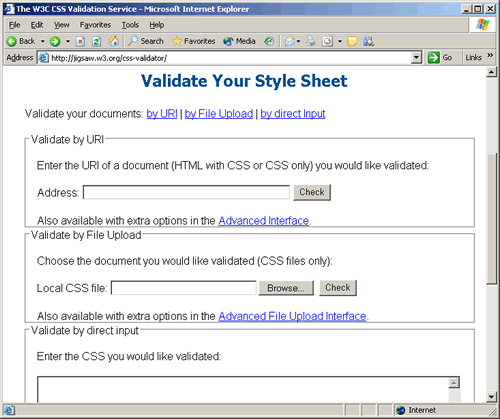 The W3C CSS Validation Service - Microsoft Internet Explorer
File Edit View Favorites Tools Help
Back Search Favorites Media
Address http://jigsaw.w3.org/css-validator/ Go Links »
Validate Your Style Sheet
Validate your documents: by URI | by File Upload | by direct Input
Validate by URI
Enter the URI of a document (HTML with CSS or CSS only) you would like validated:
Address: Check
Also available with extra options in the Advanced Interface.
Validate by File Upload
Choose the document you would like validated (CSS files only):
Local CSS file: Browse... Check
Also available with extra options in the Advanced File Upload Interface.
Validate by direct input
Enter the CSS you would like validated:
Internet